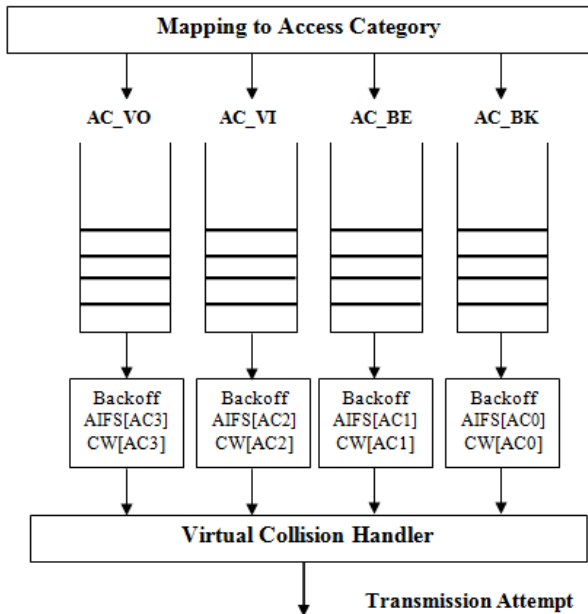 Mapping to Access Category
AC_VO AC_VI AC_BE AC_BK
Backoff Backoff Backoff Backoff
AIFS[AC3] AIFS[AC2] AIFS[AC1] AIFS[AC0]
CW[AC3] CW[AC2] CW[AC1] CW[AC0]
Virtual Collision Handler
Transmission Attempt